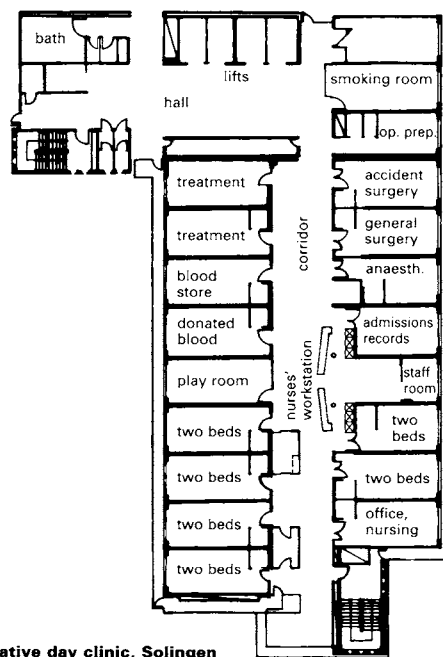 bath
lifts
hall
smoking room
op. prep.
treatment
accident
surgery
treatment
general
surgery
corridor
blood
store
anaesth.
donated
blood
admissions
records
nurses'
workstation
play room
staff
room
two beds
two
beds
two beds
two beds
two beds
office,
nursing
two beds
ative day clinic, Solingen